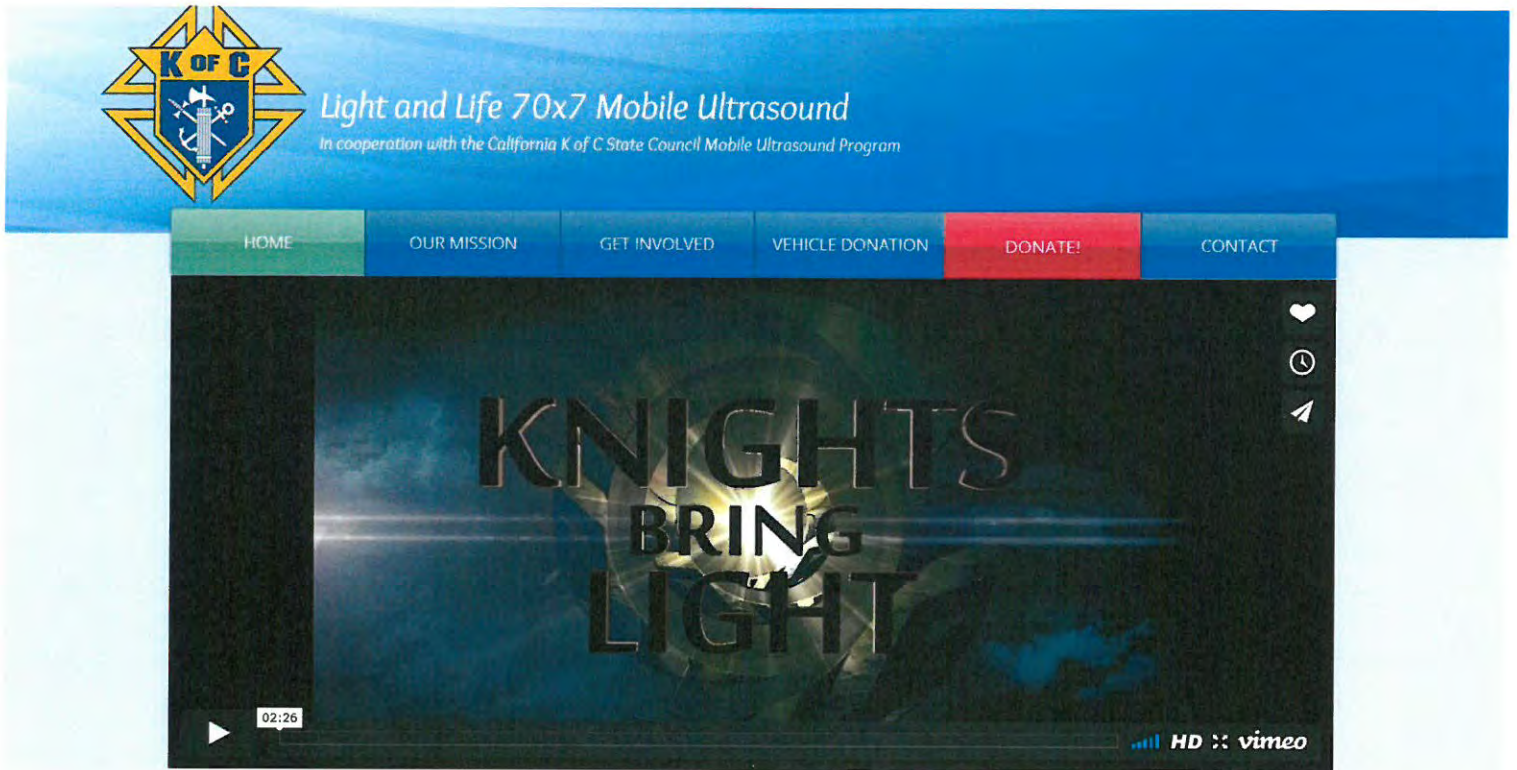 K OF C
Light and Life 70x7 Mobile Ultrasound
In cooperation with the California K of C State Council Mobile Ultrasound Program
HOME OUR MISSION GET INVOLVED VEHICLE DONATION DONATE! CONTACT
KNIGHTS
BRING
LIGHT
02:26
HD vimeo